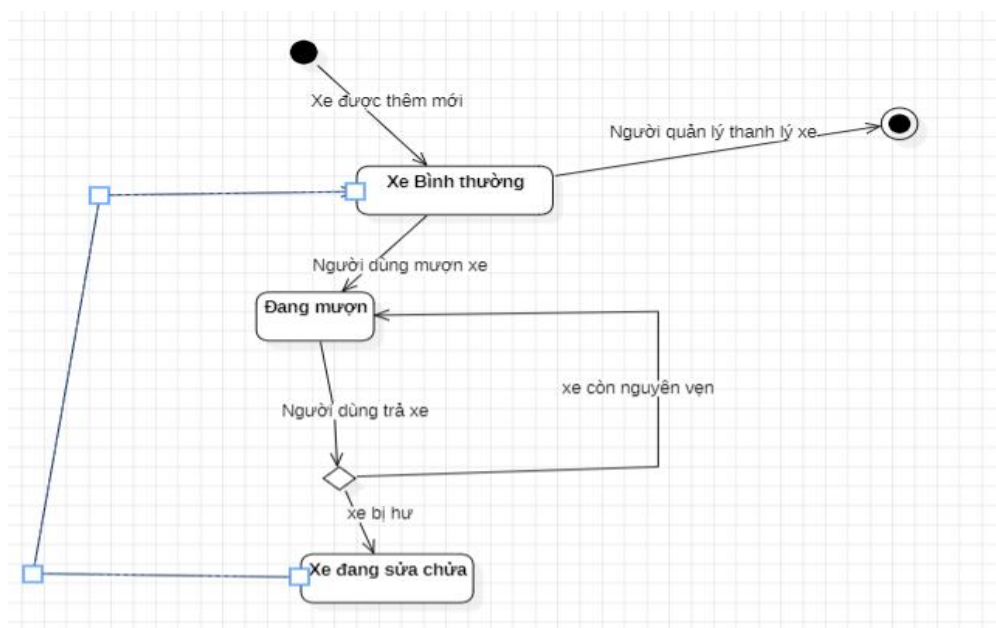 Xe được thêm mới
Người quản lý thanh lý xe
Xe Bình thường
Người dùng mượn xe
Đang mượn
xe còn nguyên vẹn
Người dùng trả xe
xe bị hư
Xe đang sửa chửa